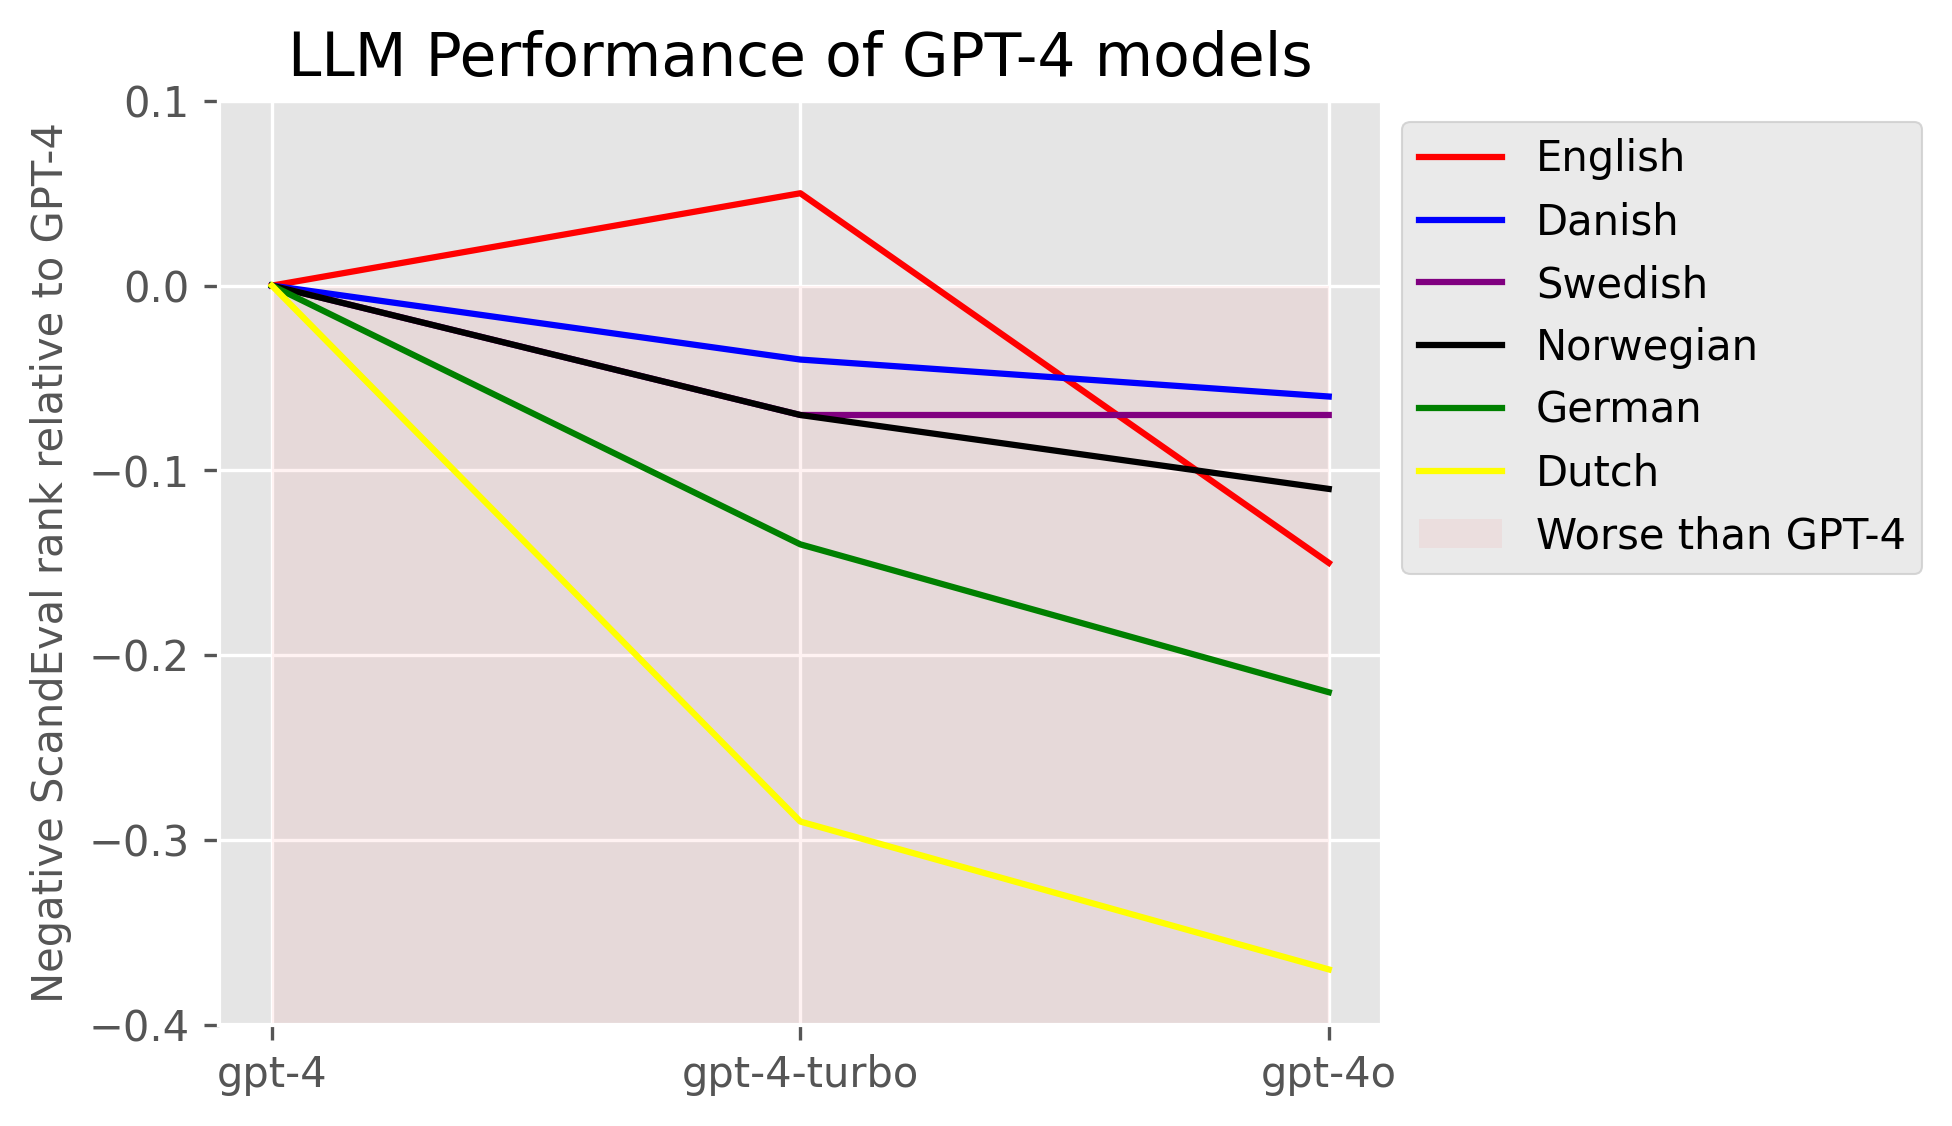 LLM Performance of GPT-4 models
Negative ScandEval rank relative to GPT-4
0.1
0.0
−0.1
−0.2
−0.3
−0.4
gpt-4
gpt-4-turbo
gpt-4o
English
Danish
Swedish
Norwegian
German
Dutch
Worse than GPT-4